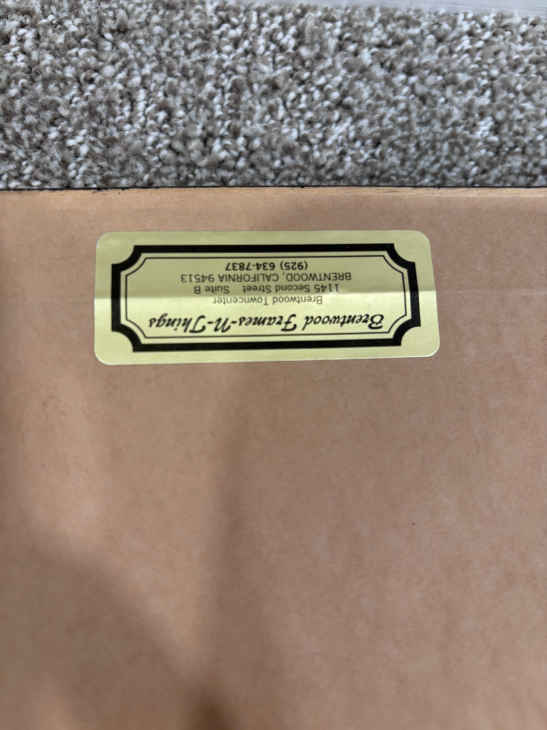 Brentwood Frames-N-Things
Brentwood Towncenter
1145 Second Street Suite B
BRENTWOOD, CALIFORNIA 94513
(925) 634-7837